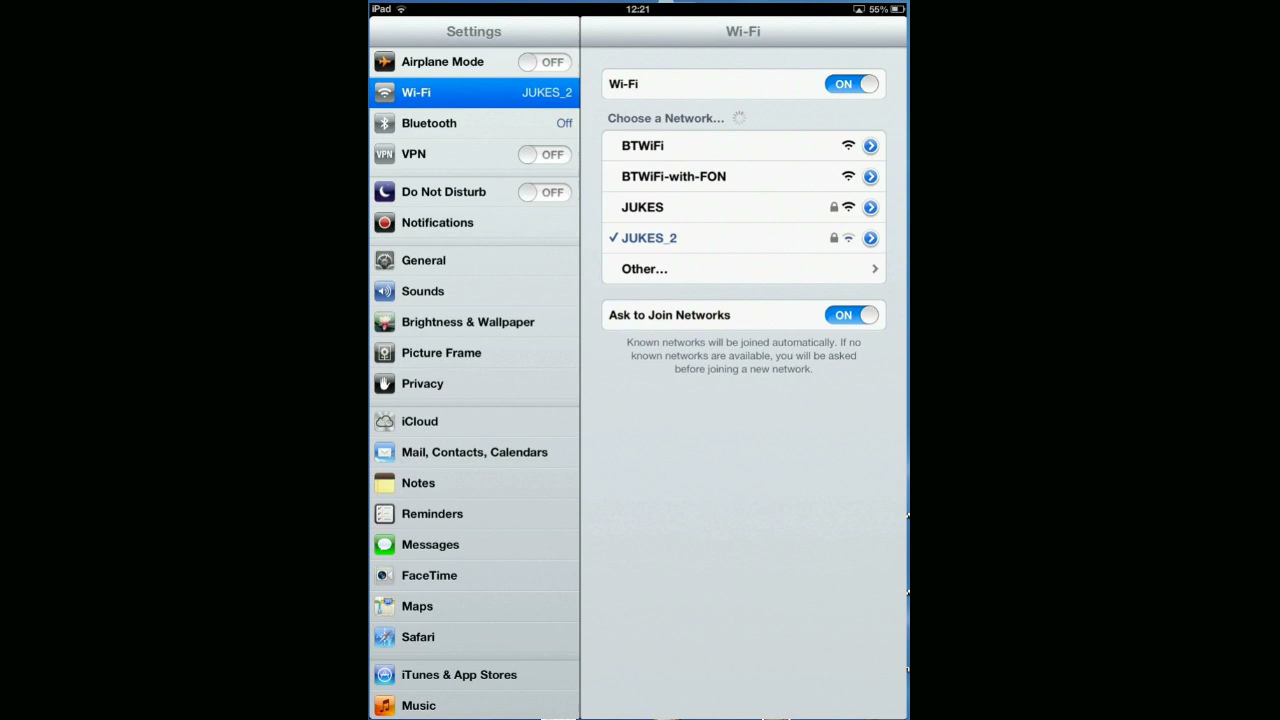 iPad 12:21 55%
Settings
Airplane Mode OFF
Wi-Fi JUKES_2
Bluetooth Off
VPN VPN OFF
Do Not Disturb OFF
Notifications
General
Sounds
Brightness & Wallpaper
Picture Frame
Privacy
iCloud
Mail, Contacts, Calendars
Notes
Reminders
Messages
FaceTime
Maps
Safari
iTunes & App Stores
Music
Wi-Fi
Wi-Fi ON
Choose a Network...
BTWiFi
BTWiFi-with-FON
JUKES
✓ JUKES_2
Other...
Ask to Join Networks ON
Known networks will be joined automatically. If no
known networks are available, you will be asked
before joining a new network.